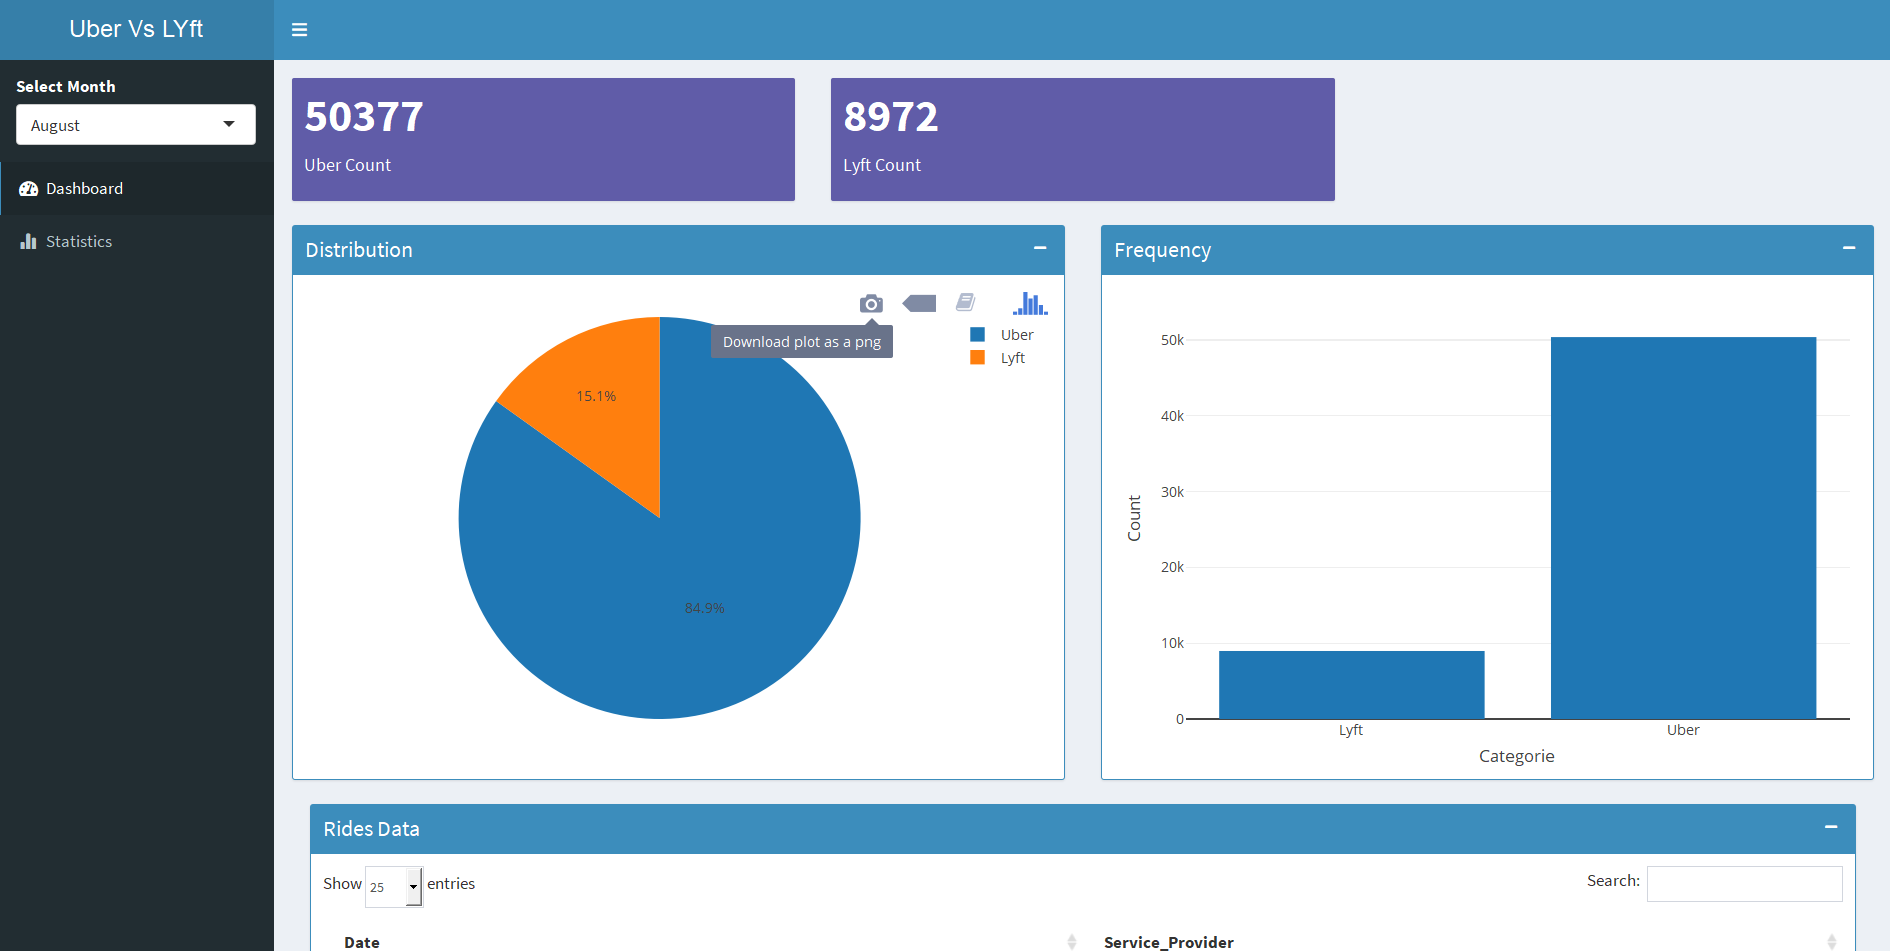 Uber Vs LYft
Select Month
August
Dashboard
Statistics
50377
Uber Count
8972
Lyft Count
Distribution
Download plot as a png
Uber
Lyft
15.1%
84.9%
Frequency
50k
40k
30k
20k
10k
0
Count
Lyft Uber
Categorie
Rides Data
Show 25 entries
Search:
Date Service_Provider